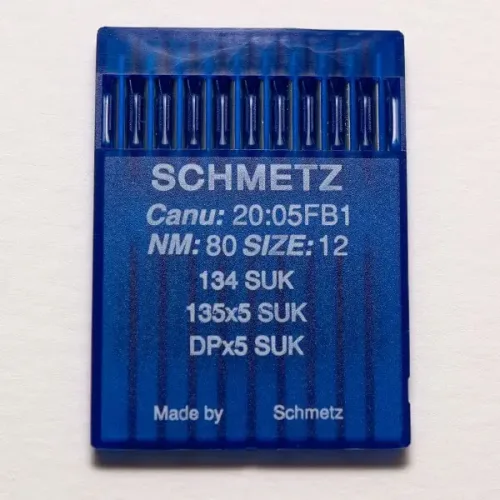 SCHMETZ
Canu: 20:05FB1
NM: 80 SIZE: 12
134 SUK
135x5 SUK
DPx5 SUK
Made by Schmetz